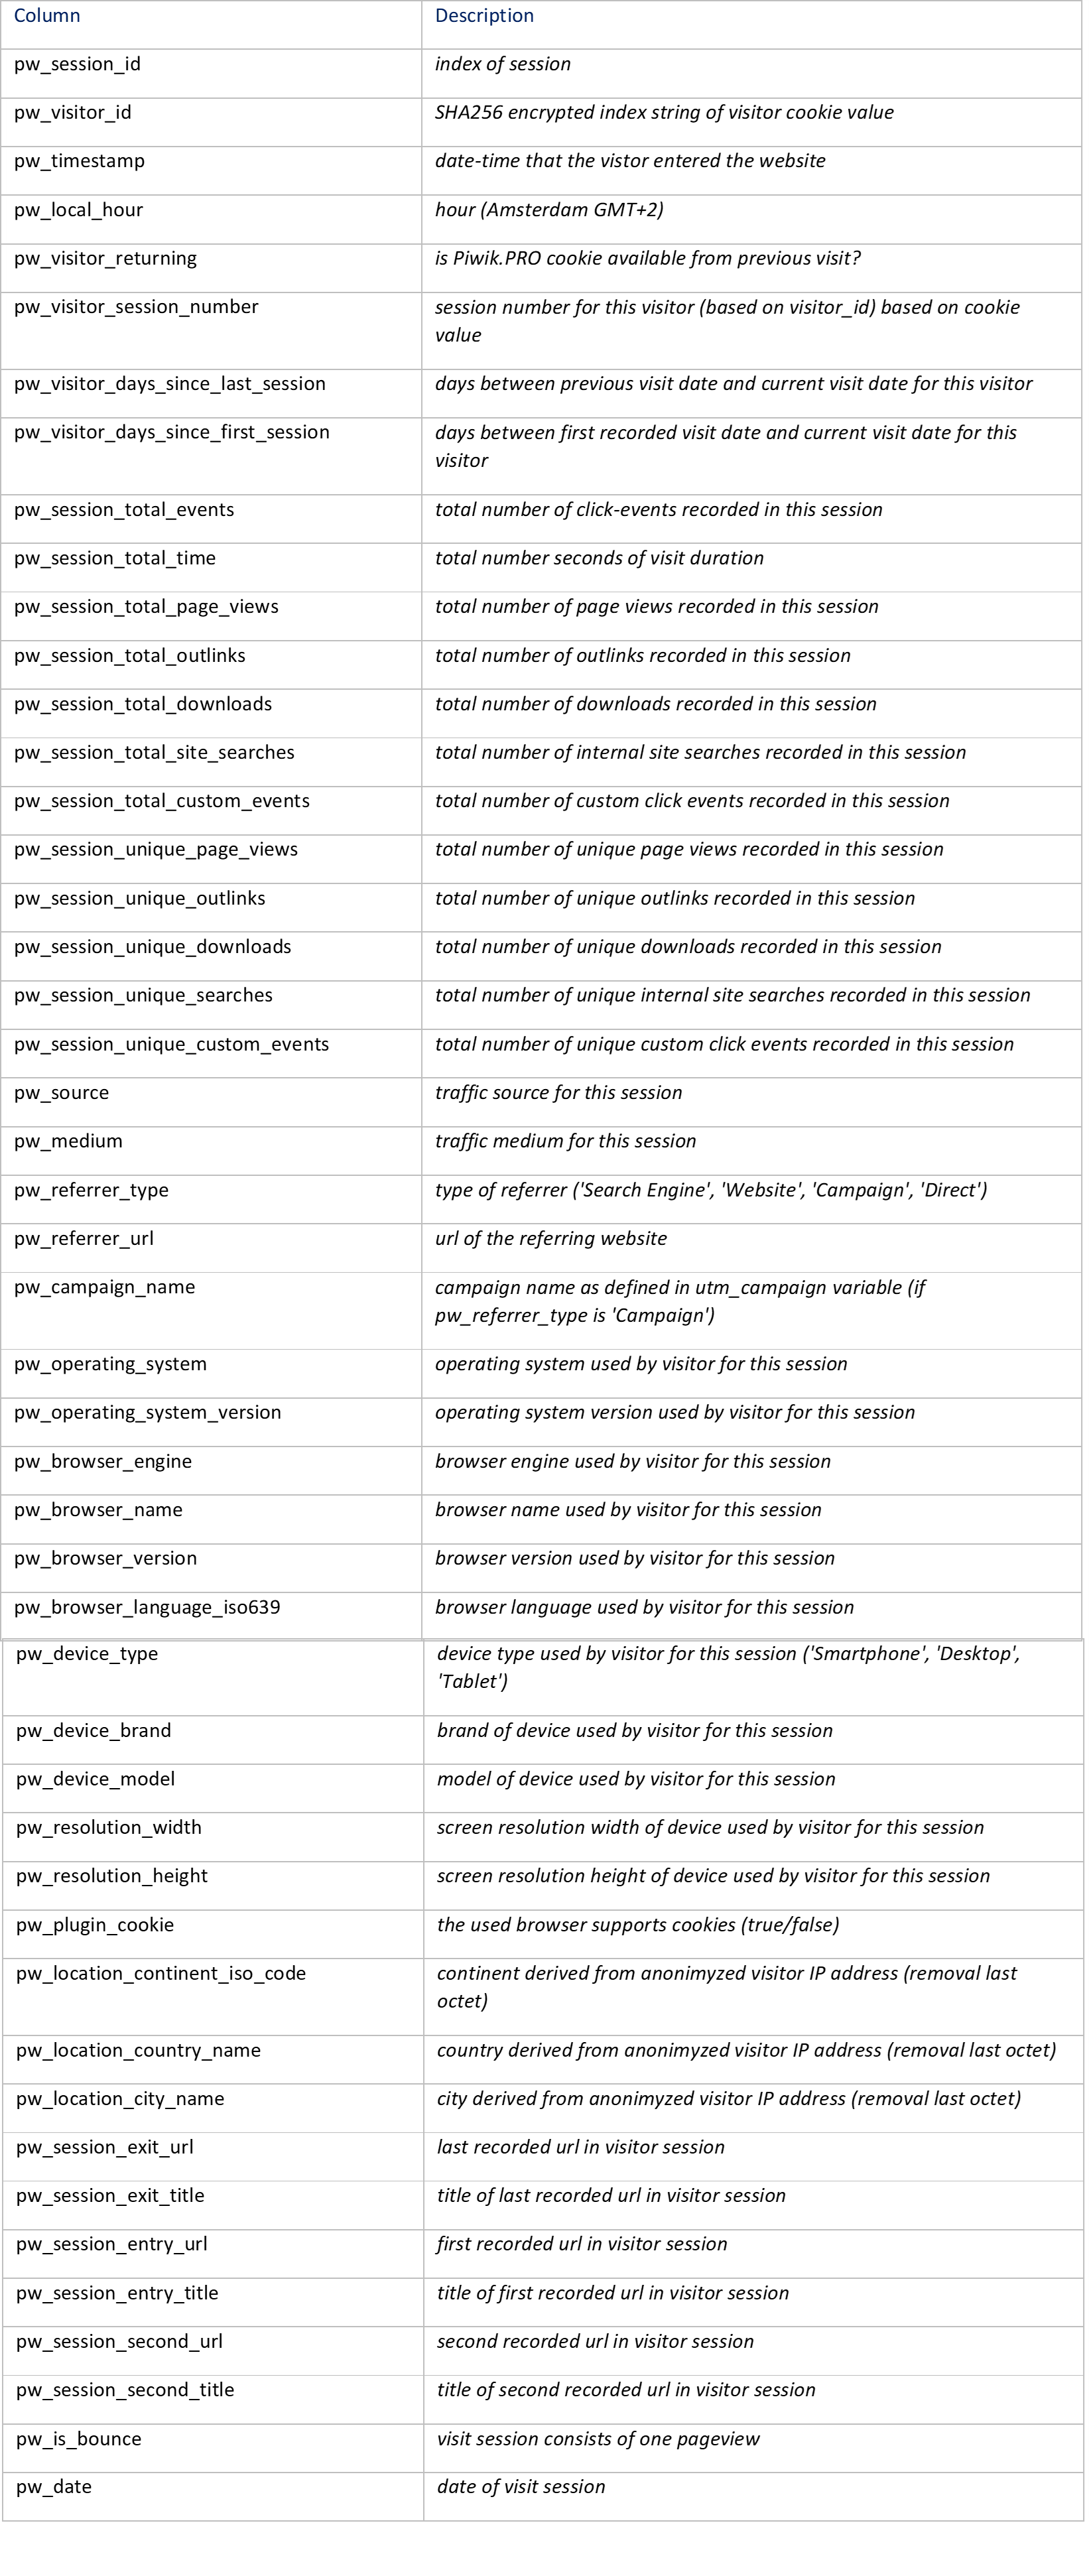 Column Description
pw_session_id index of session
pw_visitor_id SHA256 encrypted index string of visitor cookie value
pw_timestamp date-time that the vistor entered the website
pw_local_hour hour (Amsterdam GMT+2)
pw_visitor_returning is Piwik.PRO cookie available from previous visit?
pw_visitor_session_number session number for this visitor (based on visitor_id) based on cookie
value
pw_visitor_days_since_last_session days between previous visit date and current visit date for this visitor
pw_visitor_days_since_first_session days between first recorded visit date and current visit date for this
visitor
pw_session_total_events total number of click-events recorded in this session
pw_session_total_time total number seconds of visit duration
pw_session_total_page_views total number of page views recorded in this session
pw_session_total_outlinks total number of outlinks recorded in this session
pw_session_total_downloads total number of downloads recorded in this session
pw_session_total_site_searches total number of internal site searches recorded in this session
pw_session_total_custom_events total number of custom click events recorded in this session
pw_session_unique_page_views total number of unique page views recorded in this session
pw_session_unique_outlinks total number of unique outlinks recorded in this session
pw_session_unique_downloads total number of unique downloads recorded in this session
pw_session_unique_searches total number of unique internal site searches recorded in this session
pw_session_unique_custom_events total number of unique custom click events recorded in this session
pw_source traffic source for this session
pw_medium traffic medium for this session
pw_referrer_type type of referrer ('Search Engine', 'Website', 'Campaign', 'Direct')
pw_referrer_url url of the referring website
pw_campaign_name campaign name as defined in utm_campaign variable (if
pw_referrer_type is 'Campaign')
pw_operating_system operating system used by visitor for this session
pw_operating_system_version operating system version used by visitor for this session
pw_browser_engine browser engine used by visitor for this session
pw_browser_name browser name used by visitor for this session
pw_browser_version browser version used by visitor for this session
pw_browser_language_iso639 browser language used by visitor for this session
pw_device_type device type used by visitor for this session ('Smartphone', 'Desktop',
'Tablet')
pw_device_brand brand of device used by visitor for this session
pw_device_model model of device used by visitor for this session
pw_resolution_width screen resolution width of device used by visitor for this session
pw_resolution_height screen resolution height of device used by visitor for this session
pw_plugin_cookie the used browser supports cookies (true/false)
pw_location_continent_iso_code continent derived from anonimyzed visitor IP address (removal last
octet)
pw_location_country_name country derived from anonimyzed visitor IP address (removal last octet)
pw_location_city_name city derived from anonimyzed visitor IP address (removal last octet)
pw_session_exit_url last recorded url in visitor session
pw_session_exit_title title of last recorded url in visitor session
pw_session_entry_url first recorded url in visitor session
pw_session_entry_title title of first recorded url in visitor session
pw_session_second_url second recorded url in visitor session
pw_session_second_title title of second recorded url in visitor session
pw_is_bounce visit session consists of one pageview
pw_date date of visit session